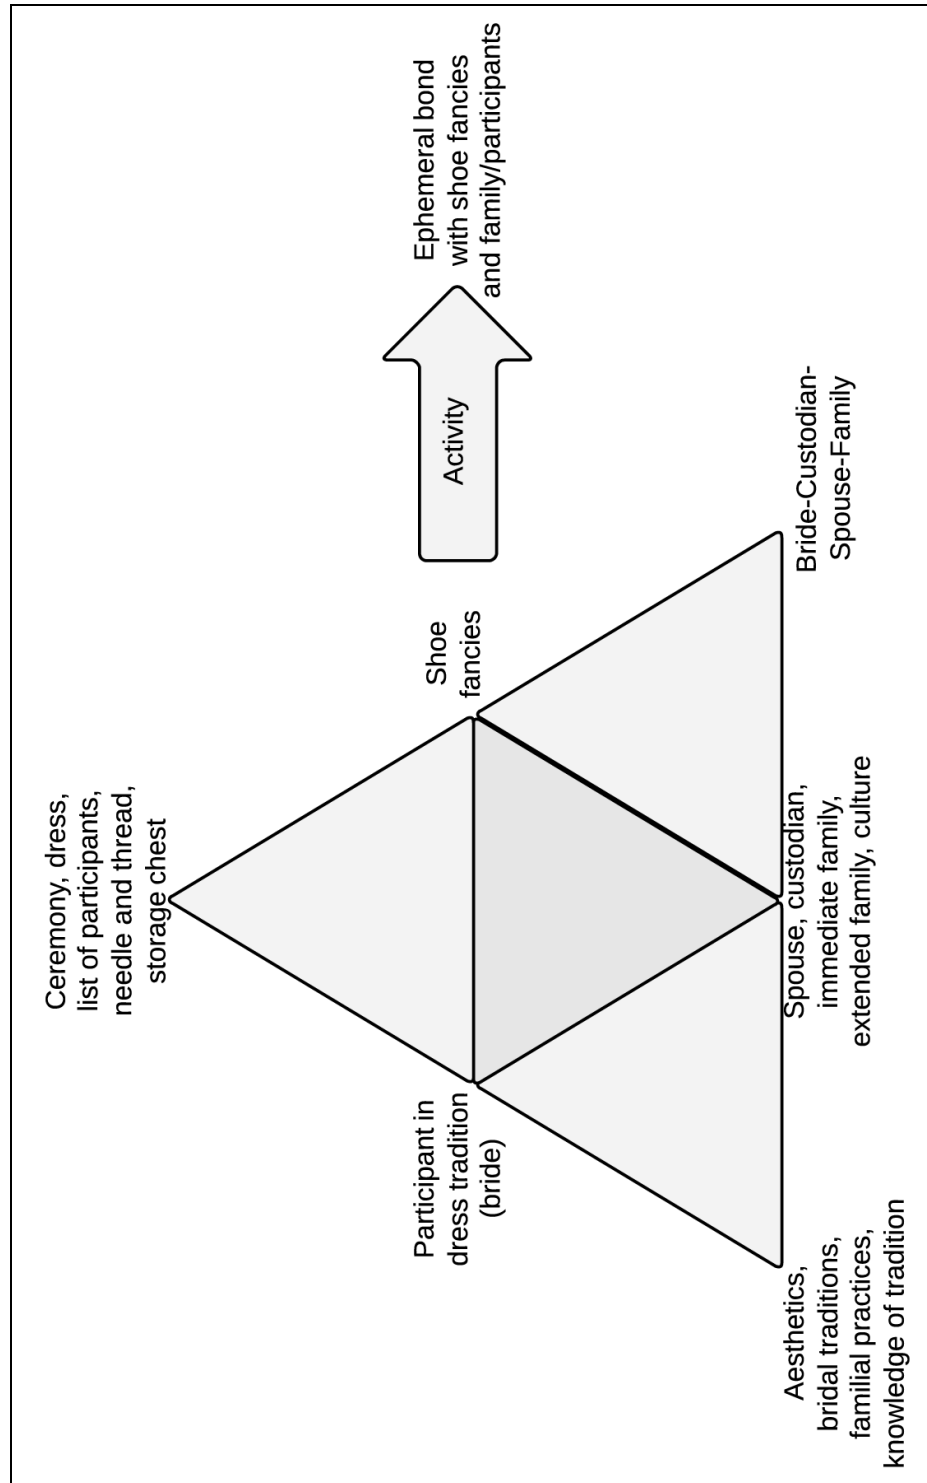 Ceremony, dress,
list of participants,
needle and thread,
storage chest
Participant in
dress tradition
(bride)
Shoe
fancies
Activity
Ephemeral bond
with shoe fancies
and family/participants
Aesthetics,
bridal traditions,
familial practices,
knowledge of tradition
Spouse, custodian,
immediate family,
extended family, culture
Bride-Custodian-
Spouse-Family